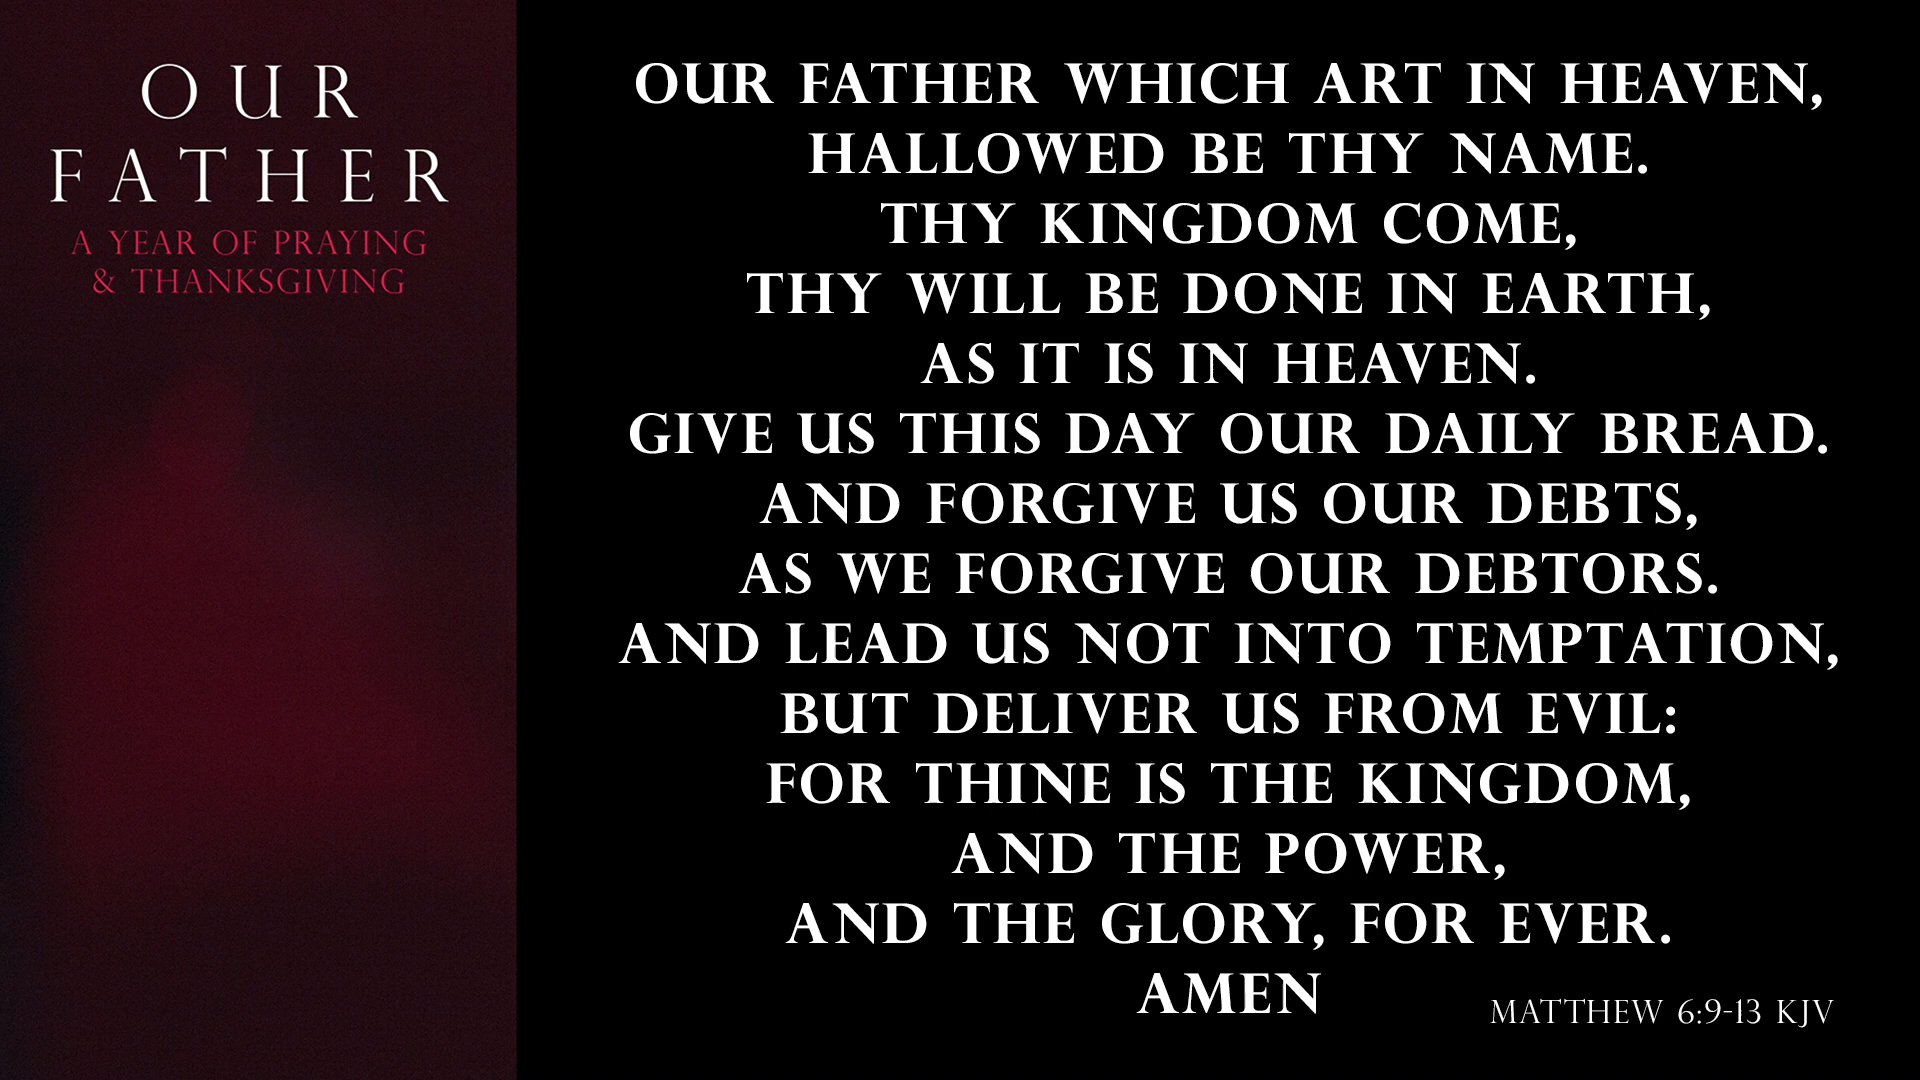 OUR
FATHER
A YEAR OF PRAYING
& THANKSGIVING
OUR FATHER WHICH ART IN HEAVEN,
HALLOWED BE THY NAME.
THY KINGDOM COME,
THY WILL BE DONE IN EARTH,
AS IT IS IN HEAVEN.
GIVE US THIS DAY OUR DAILY BREAD.
AND FORGIVE US OUR DEBTS,
AS WE FORGIVE OUR DEBTORS.
AND LEAD US NOT INTO TEMPTATION,
BUT DELIVER US FROM EVIL:
FOR THINE IS THE KINGDOM,
AND THE POWER,
AND THE GLORY, FOR EVER.
AMEN
MATTHEW 6:9-13 KJV